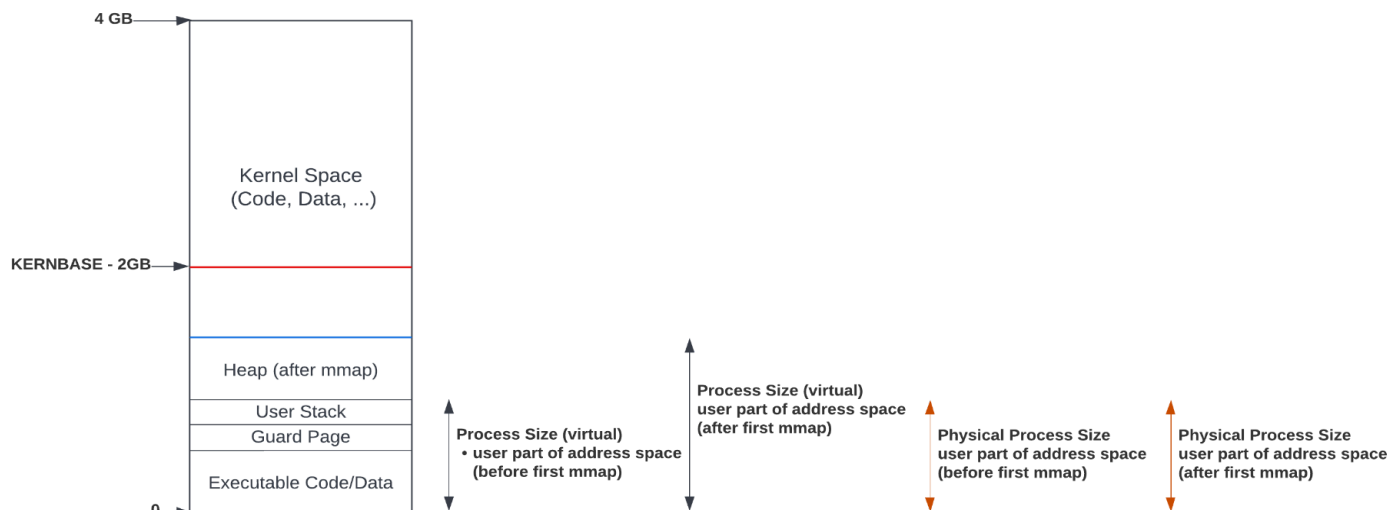 4 GB
Kernel Space
(Code, Data, ...)
KERNBASE - 2GB
Heap (after mmap)
User Stack
Guard Page
Executable Code/Data
0
Process Size (virtual)
• user part of address space
(before first mmap)
Process Size (virtual)
user part of address space
(after first mmap)
Physical Process Size
user part of address space
(before first mmap)
Physical Process Size
user part of address space
(after first mmap)